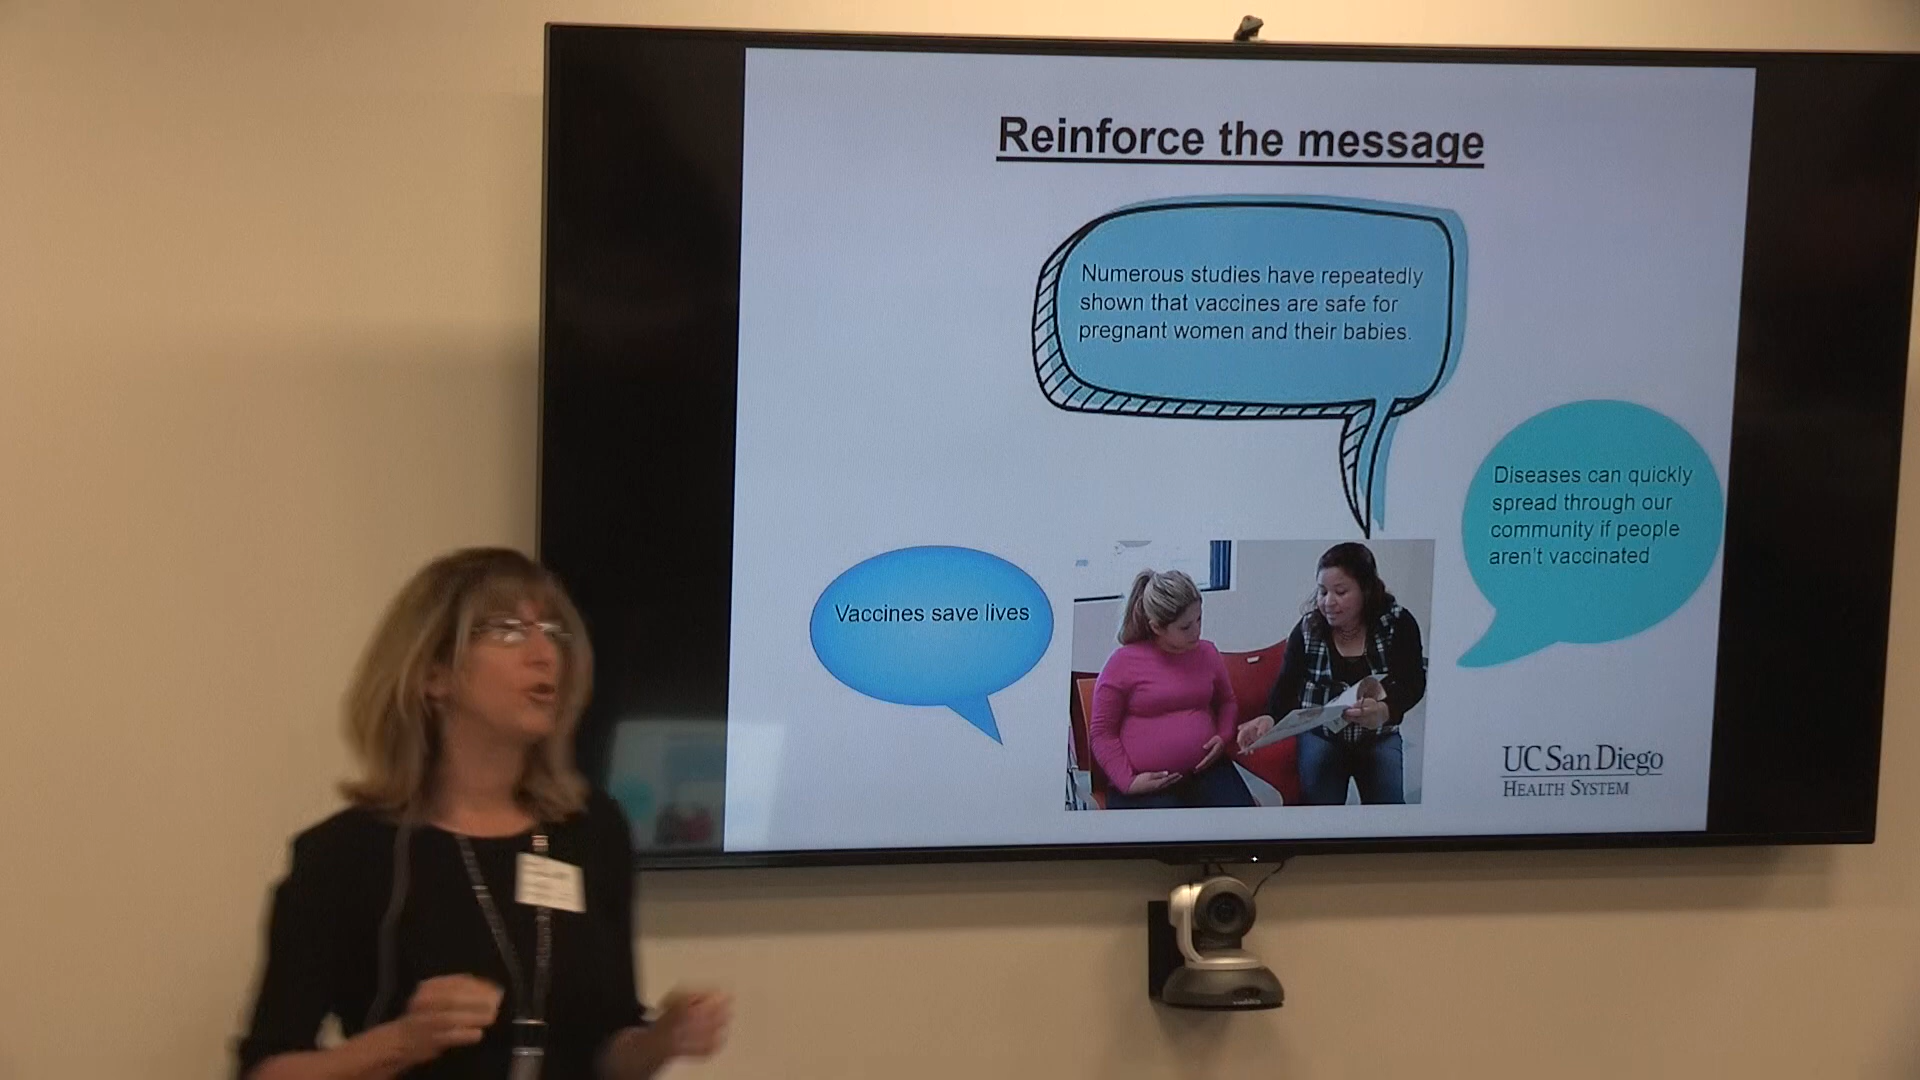 Reinforce the message
Numerous studies have repeatedly
shown that vaccines are safe for
pregnant women and their babies.
Diseases can quickly
spread through our
community if people
aren't vaccinated
Vaccines save lives
UC San Diego
HEALTH SYSTEM